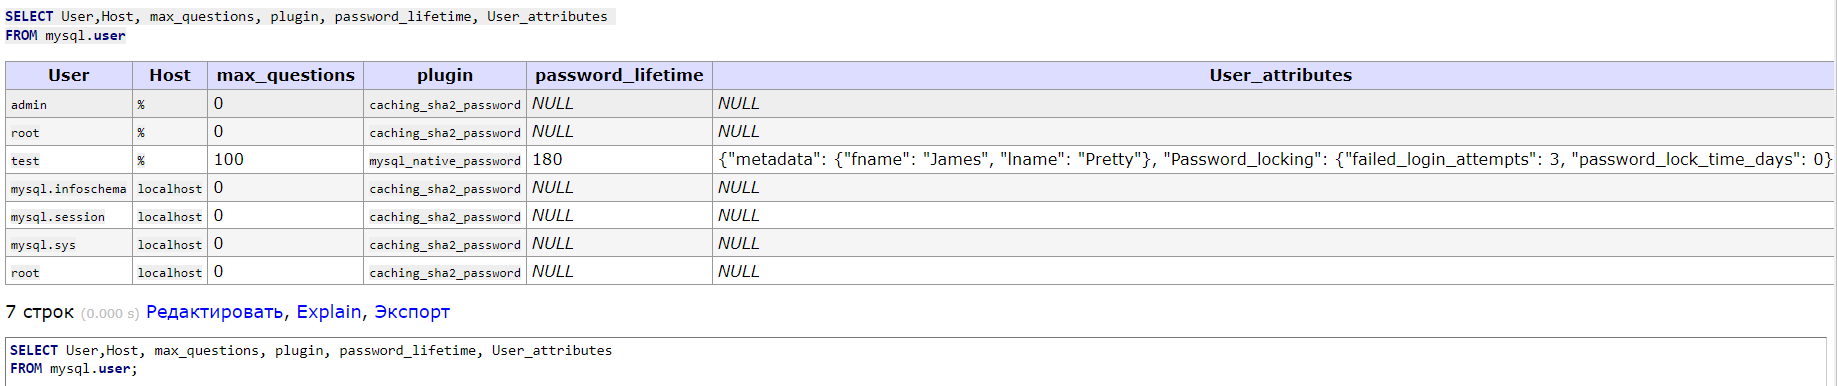 SELECT User,Host, max_questions, plugin, password_lifetime, User_attributes
FROM mysql.user
User Host max_questions plugin password_lifetime User_attributes
admin % 0 caching_sha2_password NULL NULL
root % 0 caching_sha2_password NULL NULL
test % 100 mysql_native_password 180 {"metadata": {"fname": "James", "lname": "Pretty"}, "Password_locking": {"failed_login_attempts": 3, "password_lock_time_days": 0}
mysql.infoschema localhost 0 caching_sha2_password NULL NULL
mysql.session localhost 0 caching_sha2_password NULL NULL
mysql.sys localhost 0 caching_sha2_password NULL NULL
root localhost 0 caching_sha2_password NULL NULL
7 строк (0.000 s) Редактировать, Explain, Экспорт
SELECT User,Host, max_questions, plugin, password_lifetime, User_attributes
FROM mysql.user;